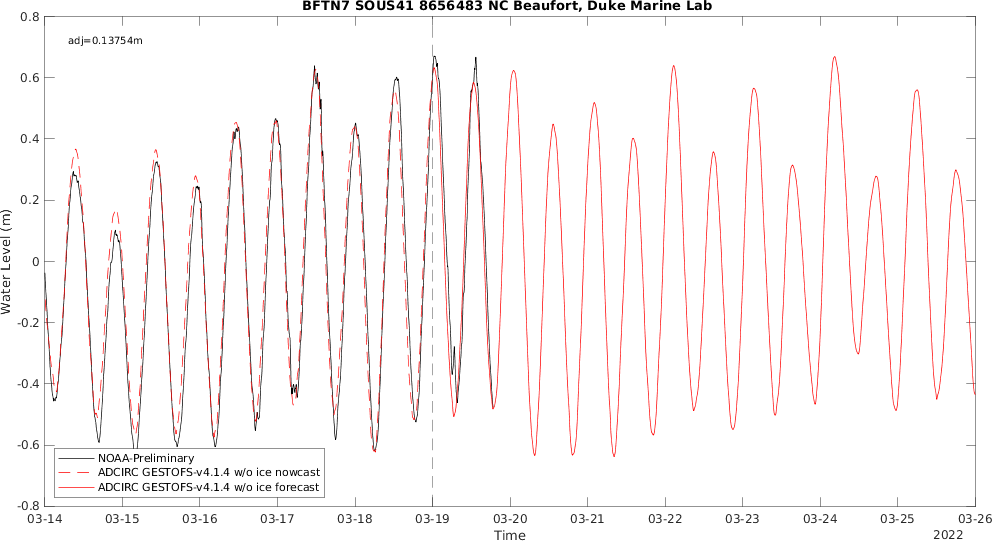 BFTN7 SOUS41 8656483 NC Beaufort, Duke Marine Lab
adj=0.13754m
0.8
0.6
0.4
0.2
0
-0.2
-0.4
-0.6
-0.8
Water Level (m)
NOAA-Preliminary
ADCIRC GESTOFS-v4.1.4 w/o ice nowcast
ADCIRC GESTOFS-v4.1.4 w/o ice forecast
03-14 03-15 03-16 03-17 03-18 03-19 03-20 03-21 03-22 03-23 03-24 03-25 03-26
Time
2022